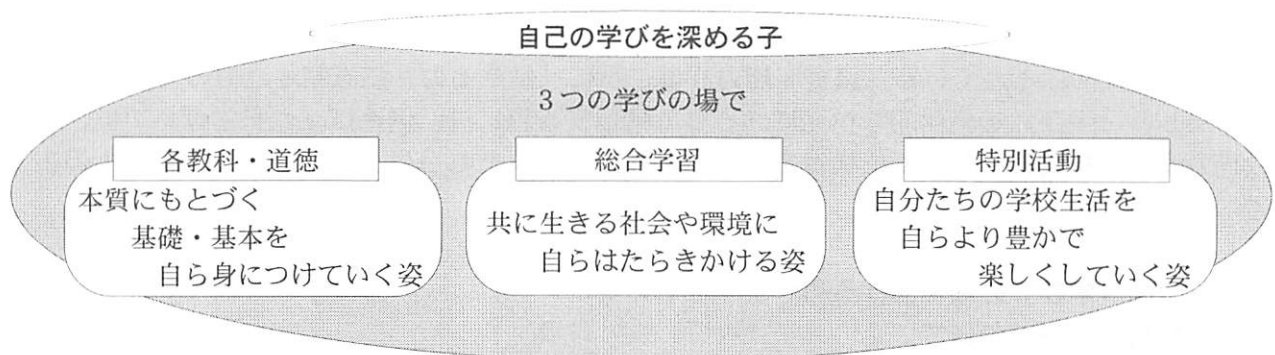 自己の学びを深める子
3つの学びの場で
各教科・道徳
本質にもとづく
基礎・基本を
自ら身につけていく姿
総合学習
共に生きる社会や環境に
自らはたらきかける姿
特別活動
自分たちの学校生活を
自らより豊かで
楽しくしていく姿